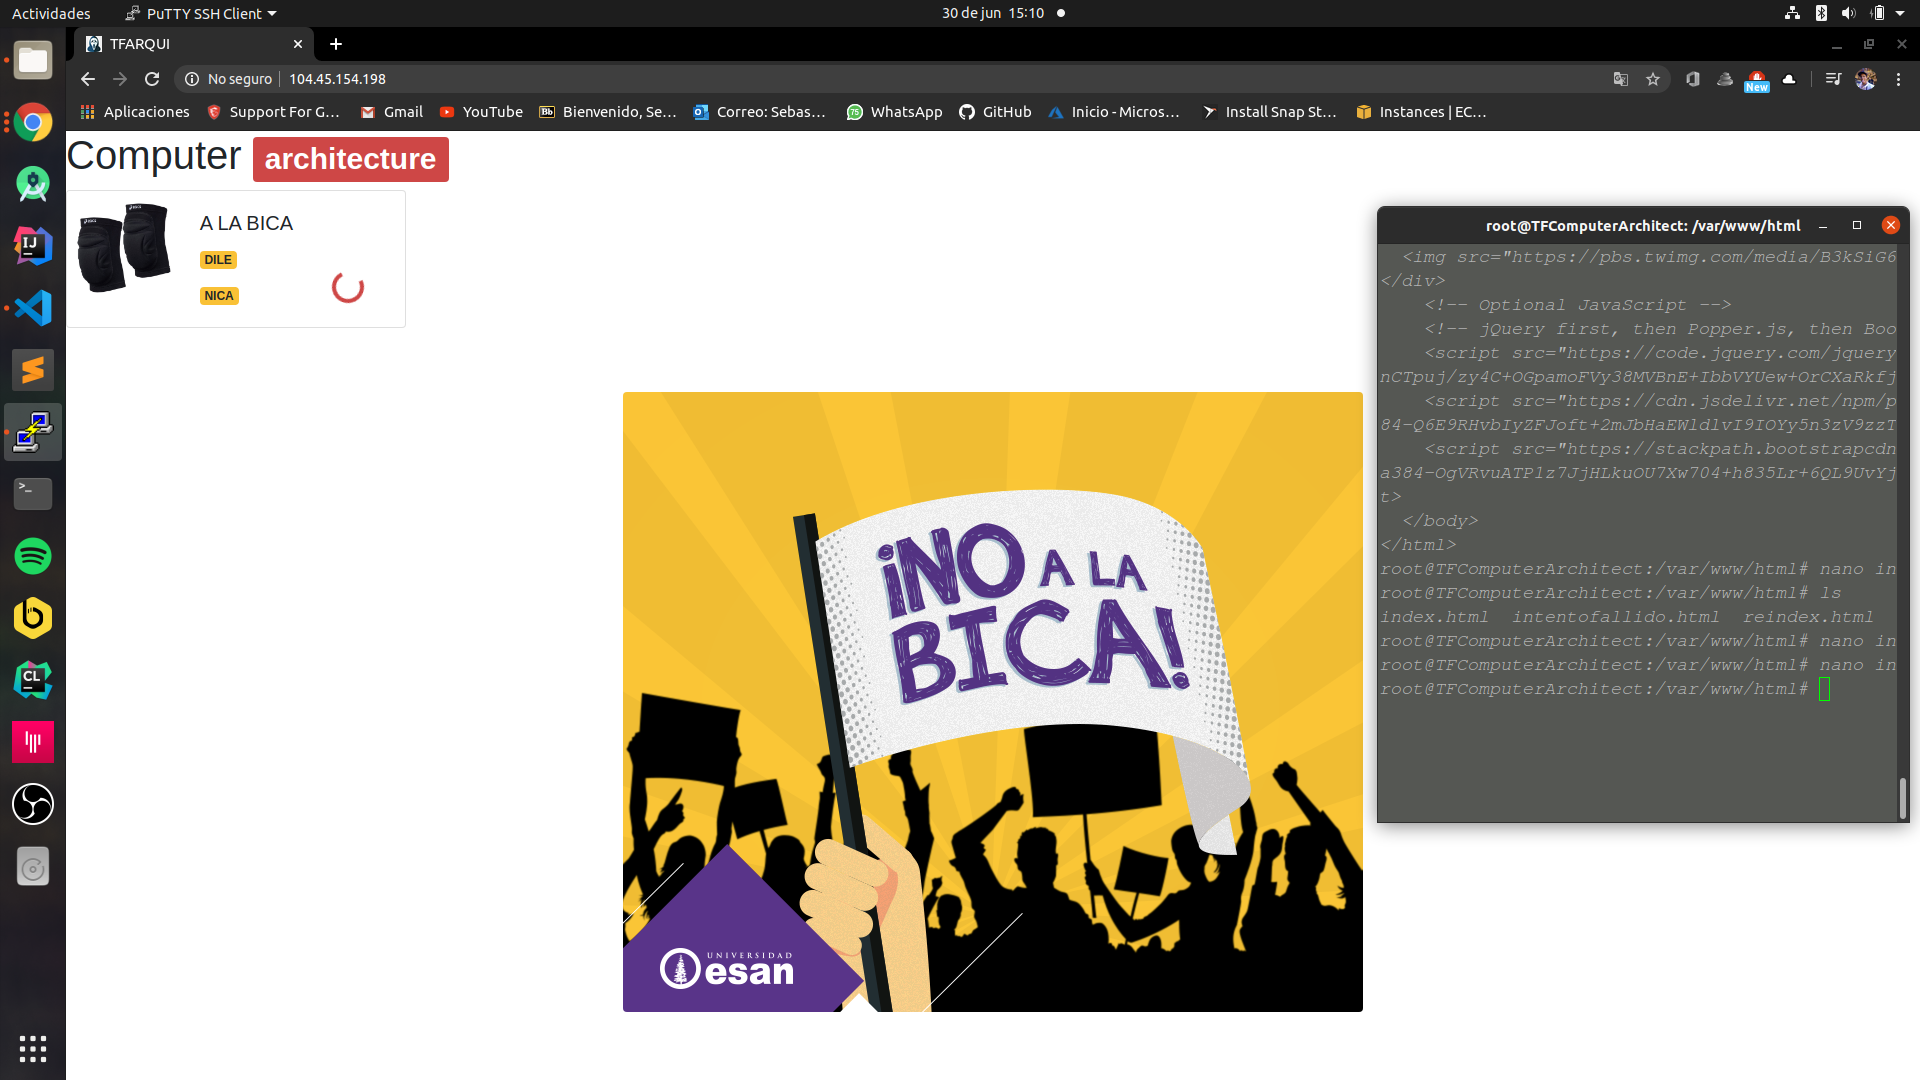 Actividades
PuTTY SSH Client
30 de jun 15:10
TFARQUI
No seguro
104.45.154.198
New
Aplicaciones
Support For G…
Gmail
YouTube
Bb
Bienvenido, Se…
Correo: Sebas…
WhatsApp
GitHub
Inicio - Micros…
Install Snap St…
Instances | EC…
Computer architecture
A LA BICA
DILE
NICA
¡NO A LA
BICA!
UNIVERSIDAD
esan
root@TFComputerArchitect: /var/www/html
<img src="https://pbs.twimg.com/media/B3kSiG6
</div>
<!-- Optional JavaScript -->
<!-- jQuery first, then Popper.js, then Boo
<script src="https://code.jquery.com/jquery
nCTpuj/zy4C+OGpamoFVy38MVBnE+IbbVYUew+OrCXaRkfj
<script src="https://cdn.jsdelivr.net/npm/p
84-Q6E9RHvbIyZFJoft+2mJbHaEWldlvI9IOYy5n3zV9zzT
<script src="https://stackpath.bootstrapcdn
a384-OgVRvuATP1z7JjHLkuOU7Xw704+h835Lr+6QL9UvYj
t>
</body>
</html>
root@TFComputerArchitect:/var/www/html# nano in
root@TFComputerArchitect:/var/www/html# ls
index.html  intentofallido.html  reindex.html
root@TFComputerArchitect:/var/www/html# nano in
root@TFComputerArchitect:/var/www/html# nano in
root@TFComputerArchitect:/var/www/html#
IJ
CL